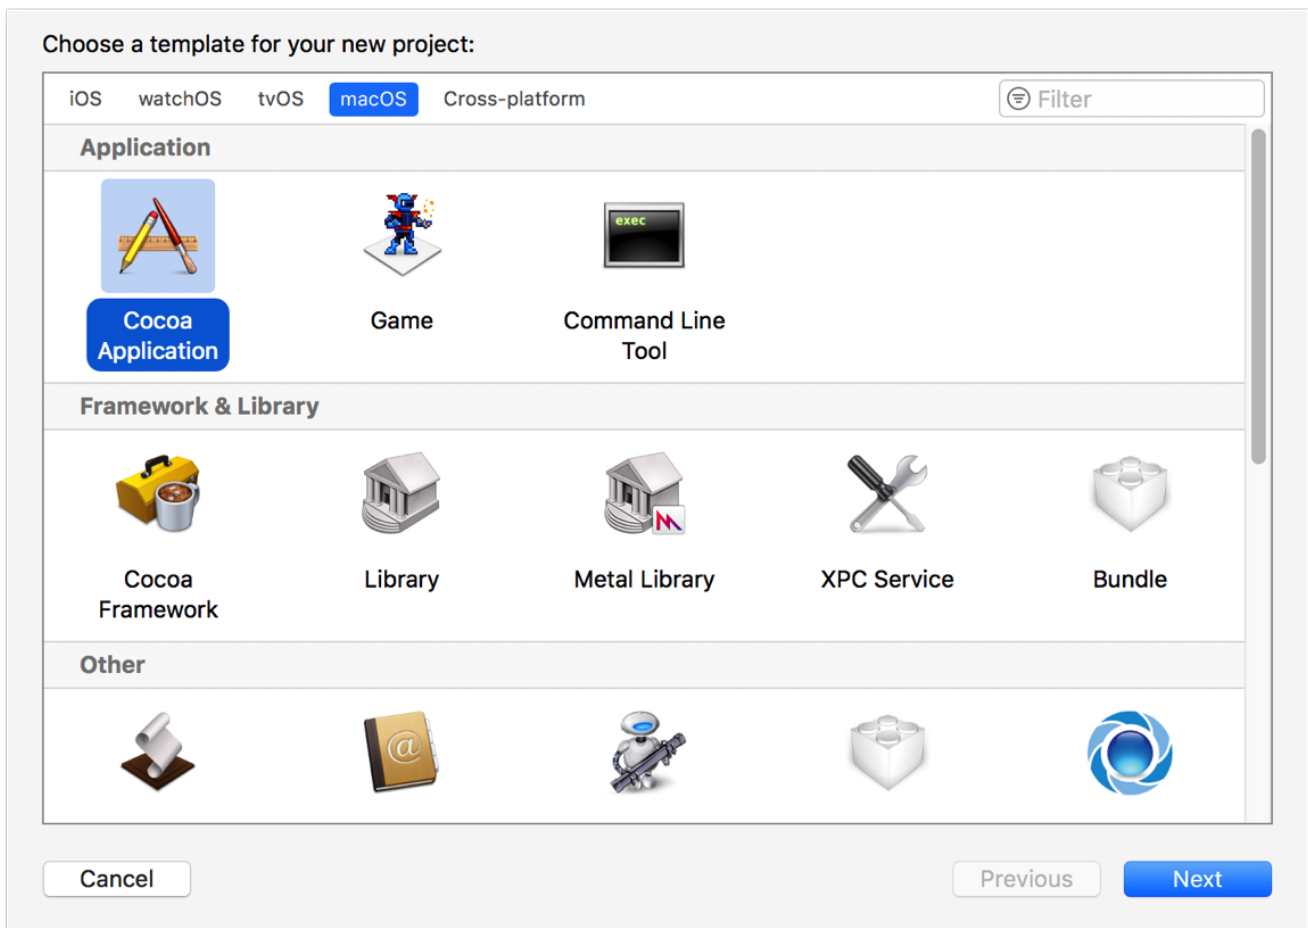 Choose a template for your new project:
iOS watchOS tvOS macOS Cross-platform Filter
Application
exec
Cocoa Application
Game
Command Line Tool
Framework & Library
Cocoa Framework
Library
Metal Library
XPC Service
Bundle
Other
@
Cancel
Previous
Next